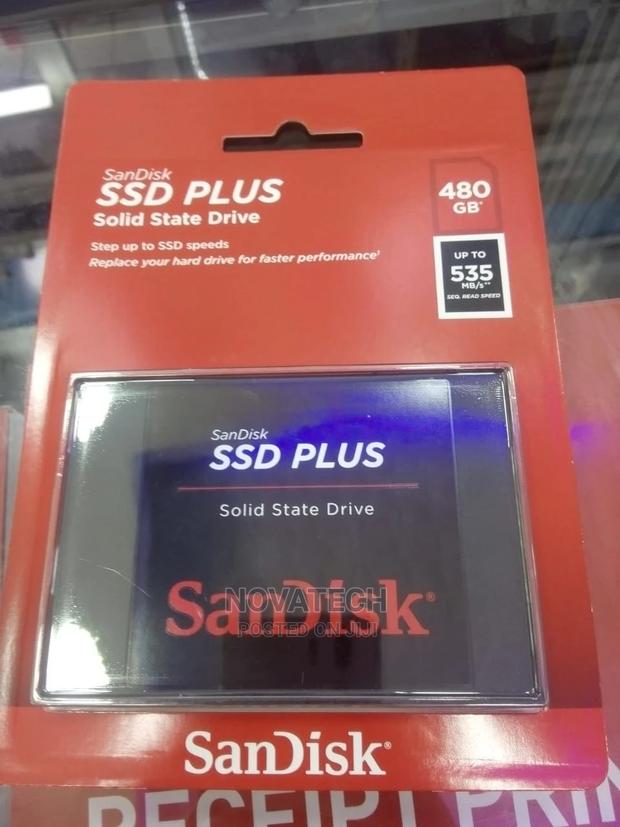 SanDisk
SSD PLUS
Solid State Drive
Step up to SSD speeds
Replace your hard drive for faster performance†
480
GB*
UP TO
535
MB/s**
SEQ. READ SPEED
SanDisk
SSD PLUS
Solid State Drive
SanDisk®
NOVATECH
POSTED ON JIJI
SanDisk®
RECEIPT PRIN